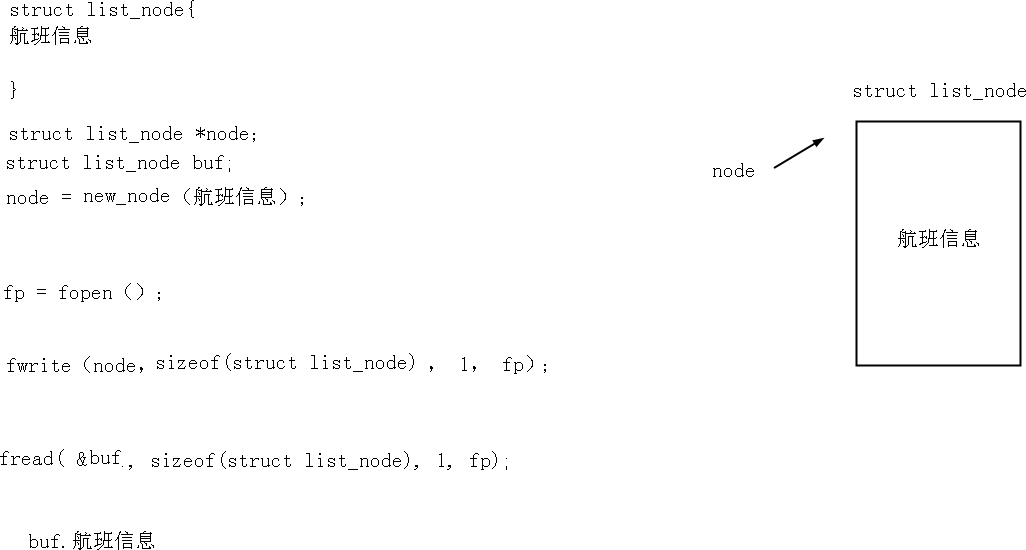 struct list_node{
航班信息
}
struct list_node
struct list_node *node;
struct list_node buf;
node
node = new_node（航班信息）;
航班信息
fp = fopen（）;
fwrite（node，sizeof(struct list_node) , 1， fp）;
fread( &buf , sizeof(struct list_node), 1, fp);
buf.航班信息